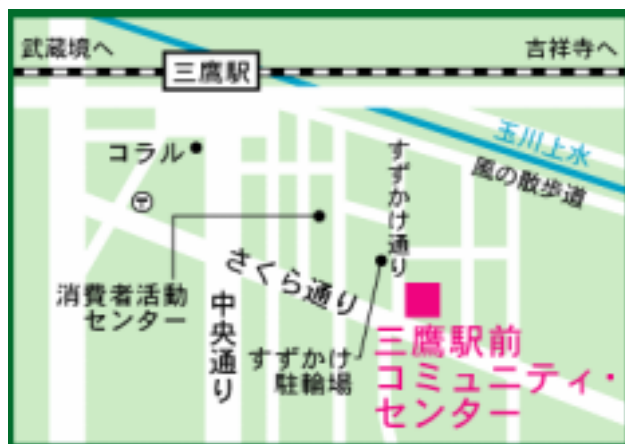 武蔵境へ
吉祥寺へ
三鷹駅
玉川上水
コラル
風の散歩道
すずかけ通り
〒
さくら通り
消費者活動
センター
中央通り
すずかけ
駐輪場
三鷹駅前
コミュニティ・
センター